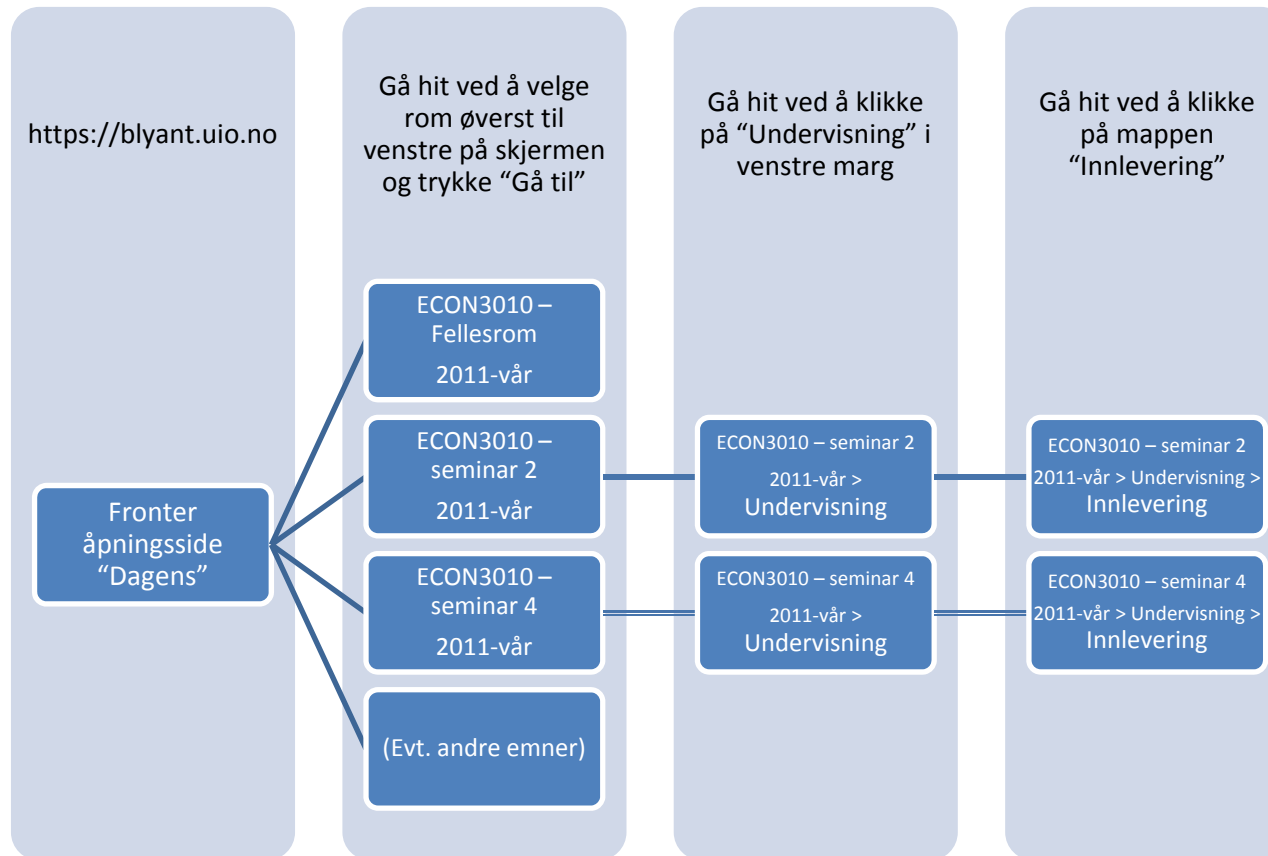 https://blyant.uio.no
Gå hit ved å velge
rom øverst til
venstre på skjermen
og trykke “Gå til”
Gå hit ved å klikke
på “Undervisning” i
venstre marg
Gå hit ved å klikke
på mappen
“Innlevering”
Fronter
åpningsside
“Dagens”
ECON3010 –
Fellesrom
2011-vår
ECON3010 –
seminar 2
2011-vår
ECON3010 –
seminar 4
2011-vår
(Evt. andre emner)
ECON3010 – seminar 2
2011-vår >
Undervisning
ECON3010 – seminar 4
2011-vår >
Undervisning
ECON3010 – seminar 2
2011-vår > Undervisning >
Innlevering
ECON3010 – seminar 4
2011-vår > Undervisning >
Innlevering